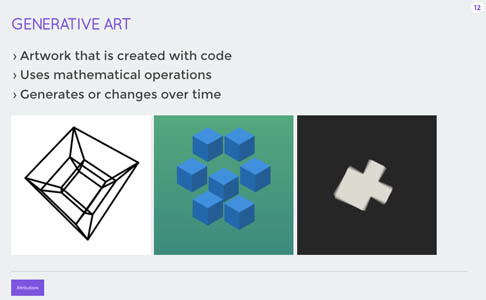 12
GENERATIVE ART
› Artwork that is created with code
› Uses mathematical operations
› Generates or changes over time
Attributions